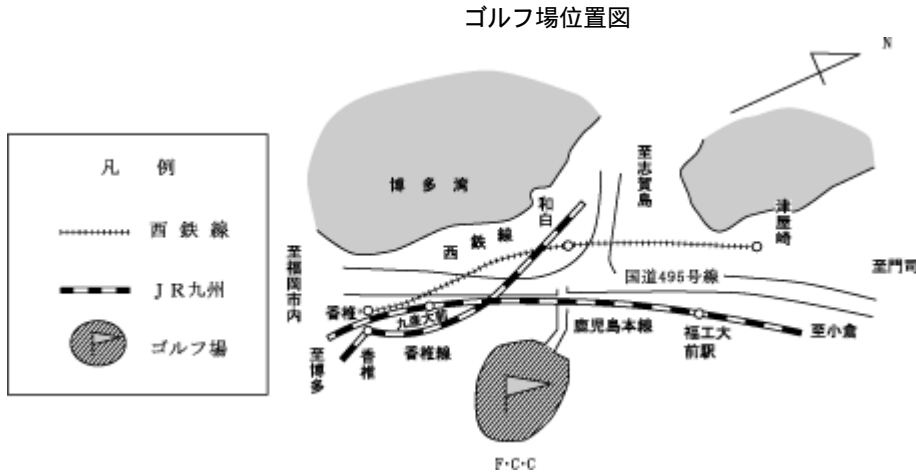 ゴルフ場位置図
N
凡 例
西 鉄 線
J R 九州
ゴルフ場
博 多 湾
至志賀島
和白
津屋崎
西 鉄 線
至福岡市内
国道495号線
至門司
香椎
九産大前
鹿児島本線
福工大
前駅
至小倉
至博多
香椎
香椎線
F・C・C